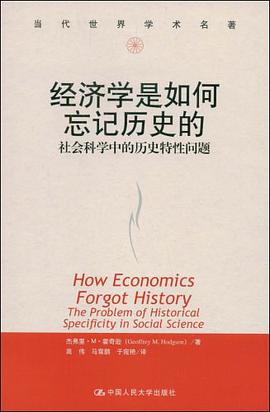 当代世界学术名著
经济学是如何
忘记历史的
社会科学中的历史特性问题
How Economics
Forgot History
The Problem of Historical
Specificity in Social Science
杰弗里·M·霍奇逊(Geoffrey M. Hodgson) 著
高伟 马霄鹏 于宛艳 译
中国人民大学出版社